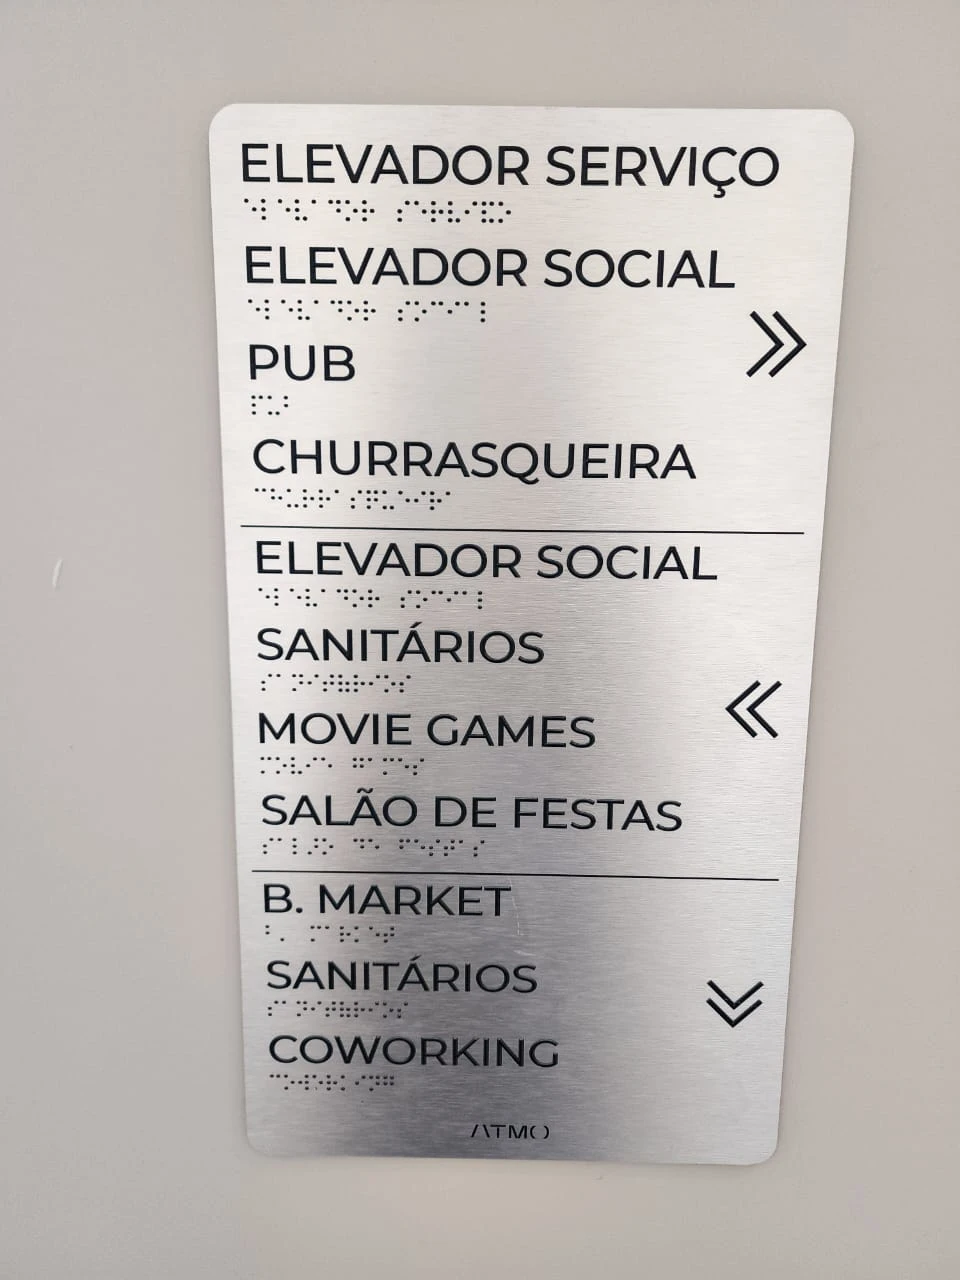 ELEVADOR SERVIÇO
ELEVADOR SOCIAL
PUB
CHURRASQUEIRA
ELEVADOR SOCIAL
SANITÁRIOS
MOVIE GAMES
SALÃO DE FESTAS
B. MARKET
SANITÁRIOS
COWORKING
ATMO